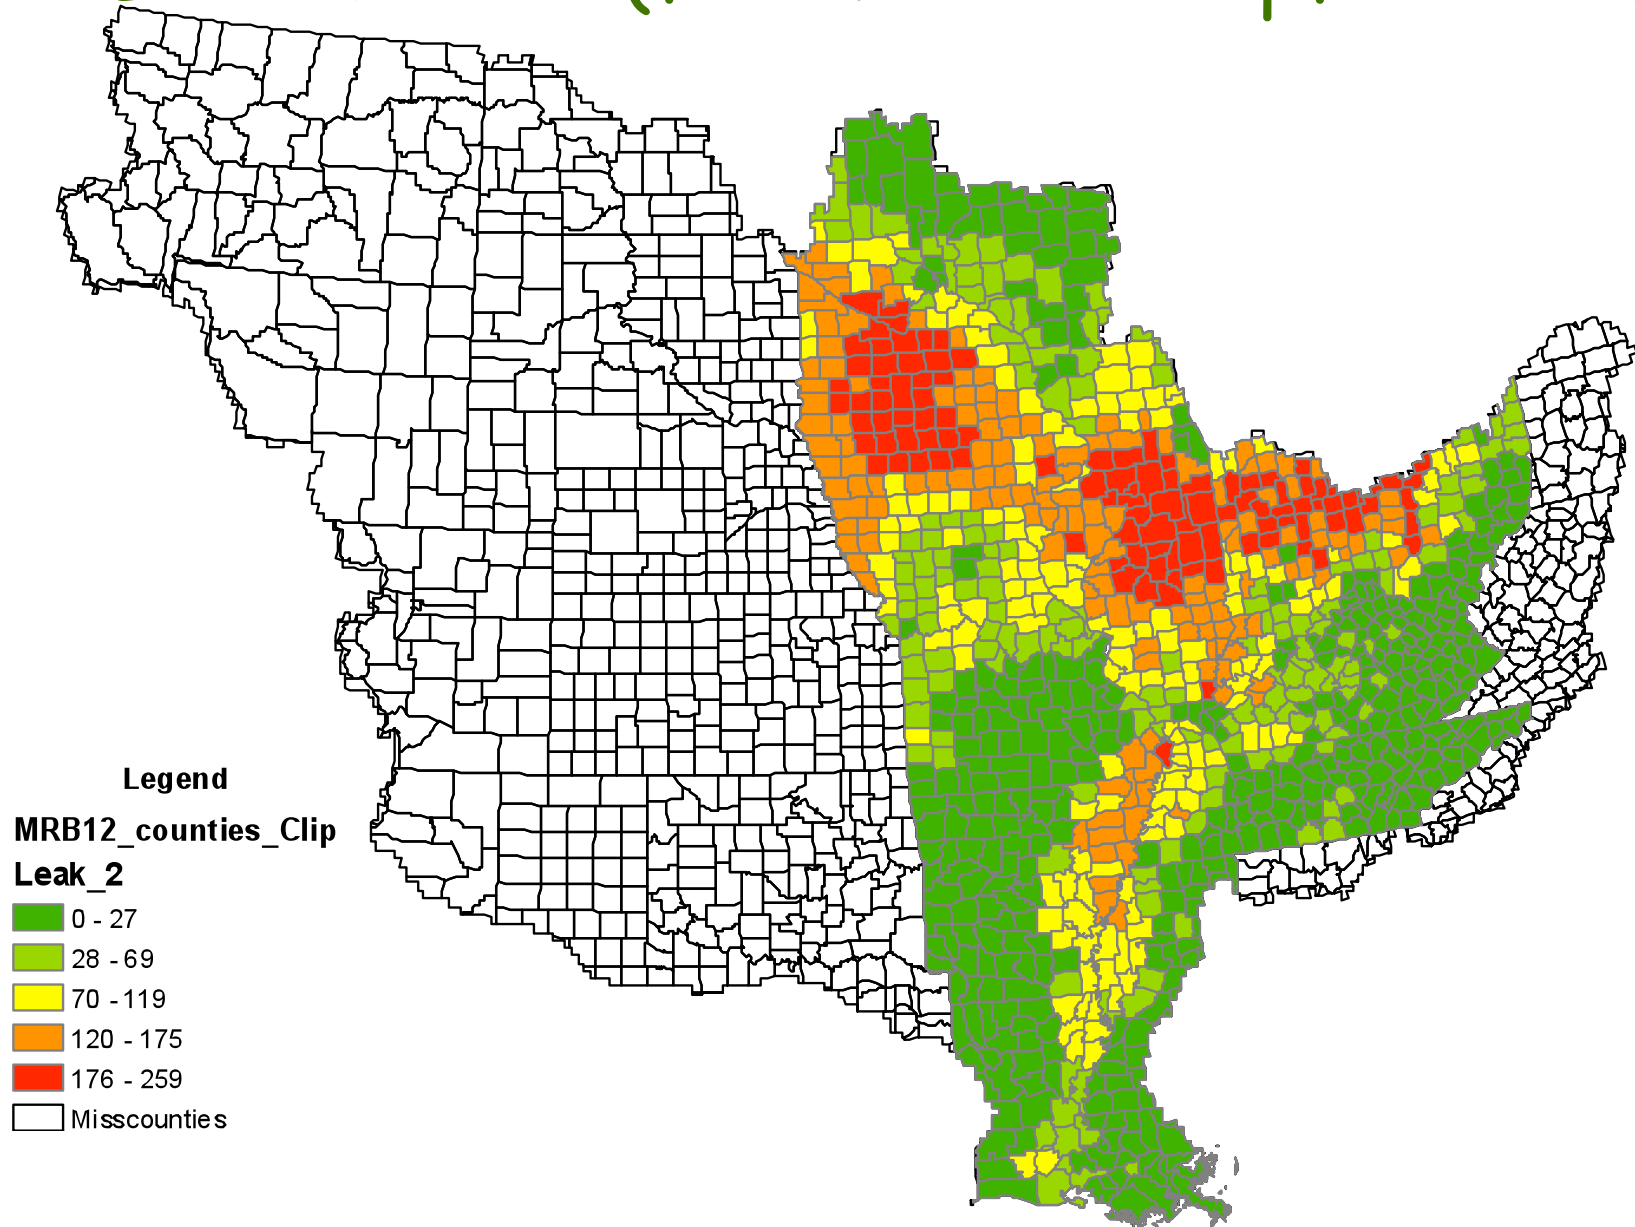 Legend
MRB12_counties_Clip
Leak_2
0 - 27
28 - 69
70 - 119
120 - 175
176 - 259
Misscounties